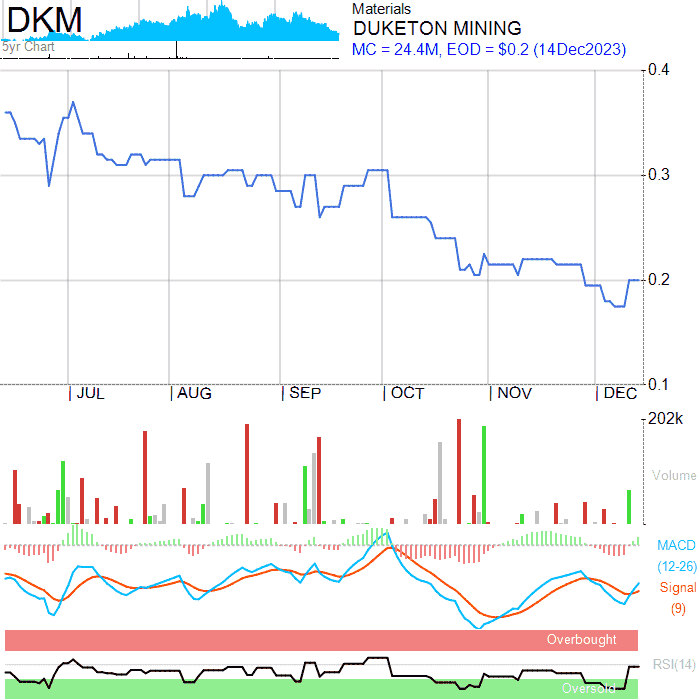 DKM
5yr Chart
Materials
DUKETON MINING
MC = 24.4M, EOD = $0.2 (14Dec2023)
0.4
0.3
0.2
0.1
JUL AUG SEP OCT NOV DEC
202k
Volume
MACD
(12-26)
Signal
(9)
Overbought
RSI(14)
Oversold